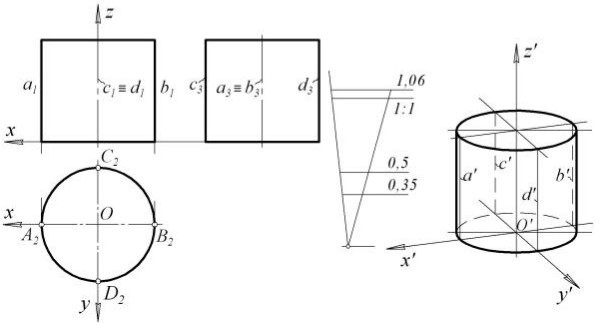 z
z'
a₁
c₁ ≡ d₁
b₁
c₃
a₃ ≡ b₃
d₃
1,06
1:1
x
C₂
0,5
a'
c'
b'
x
O
0,35
d'
A₂
B₂
O'
x'
D₂
y
y'